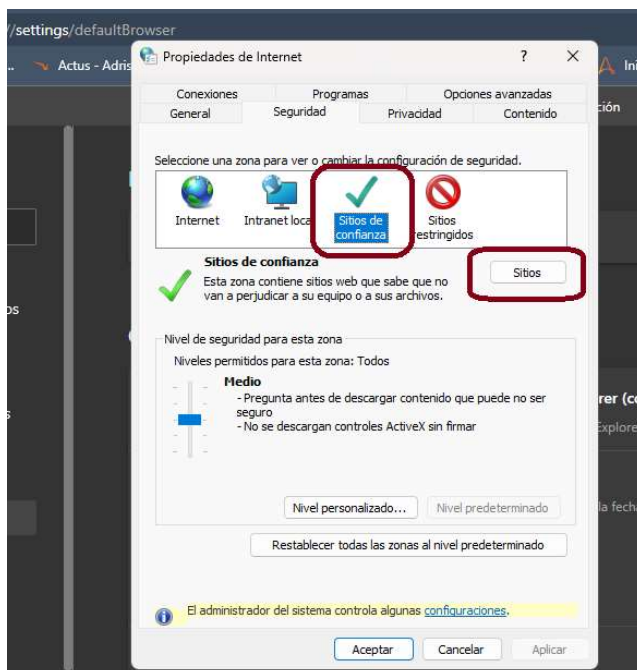 //settings/defaultBrowser
.. Actus - Adris
Propiedades de Internet ? X
Ini
Conexiones Programas Opciones avanzadas
General Seguridad Privacidad Contenido
ción
Seleccione una zona para ver o cambiar la configuración de seguridad.
Internet Intranet loca Sitios de confianza Sitios restringidos
Sitios de confianza
Esta zona contiene sitios web que sabe que no
van a perjudicar a su equipo o a sus archivos.
Sitios
os
Nivel de seguridad para esta zona
Niveles permitidos para esta zona: Todos
Medio
- Pregunta antes de descargar contenido que puede no ser
seguro
- No se descargan controles ActiveX sin firmar
rer (co
Explore
s
Nivel personalizado... Nivel predeterminado
la fech
Restablecer todas las zonas al nivel predeterminado
El administrador del sistema controla algunas configuraciones.
Aceptar Cancelar Aplicar